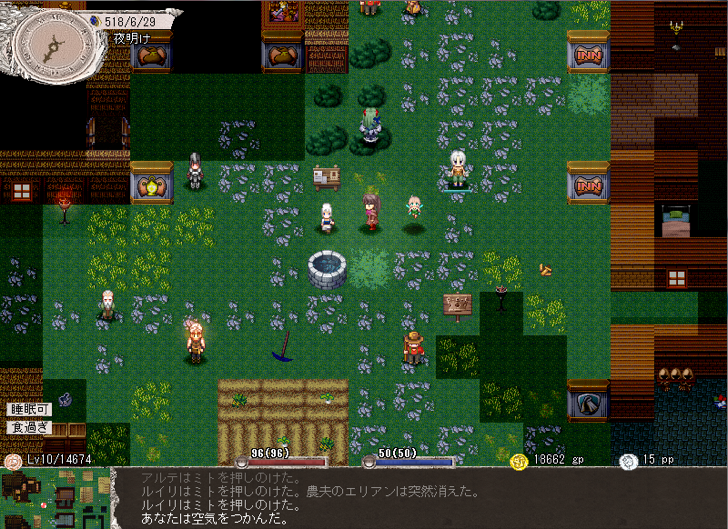 518/6/29
夜明け
INN
INN
睡眠可
食過ぎ
Lv10/14674
96(96)
50(50)
13662 gp
15 pp
アルテはミトを押しのけた。
ルイリはミトを押しのけた。農夫のエリアンは突然消えた。
ルイリはミトを押しのけた。
あなたは空気をつかんだ。